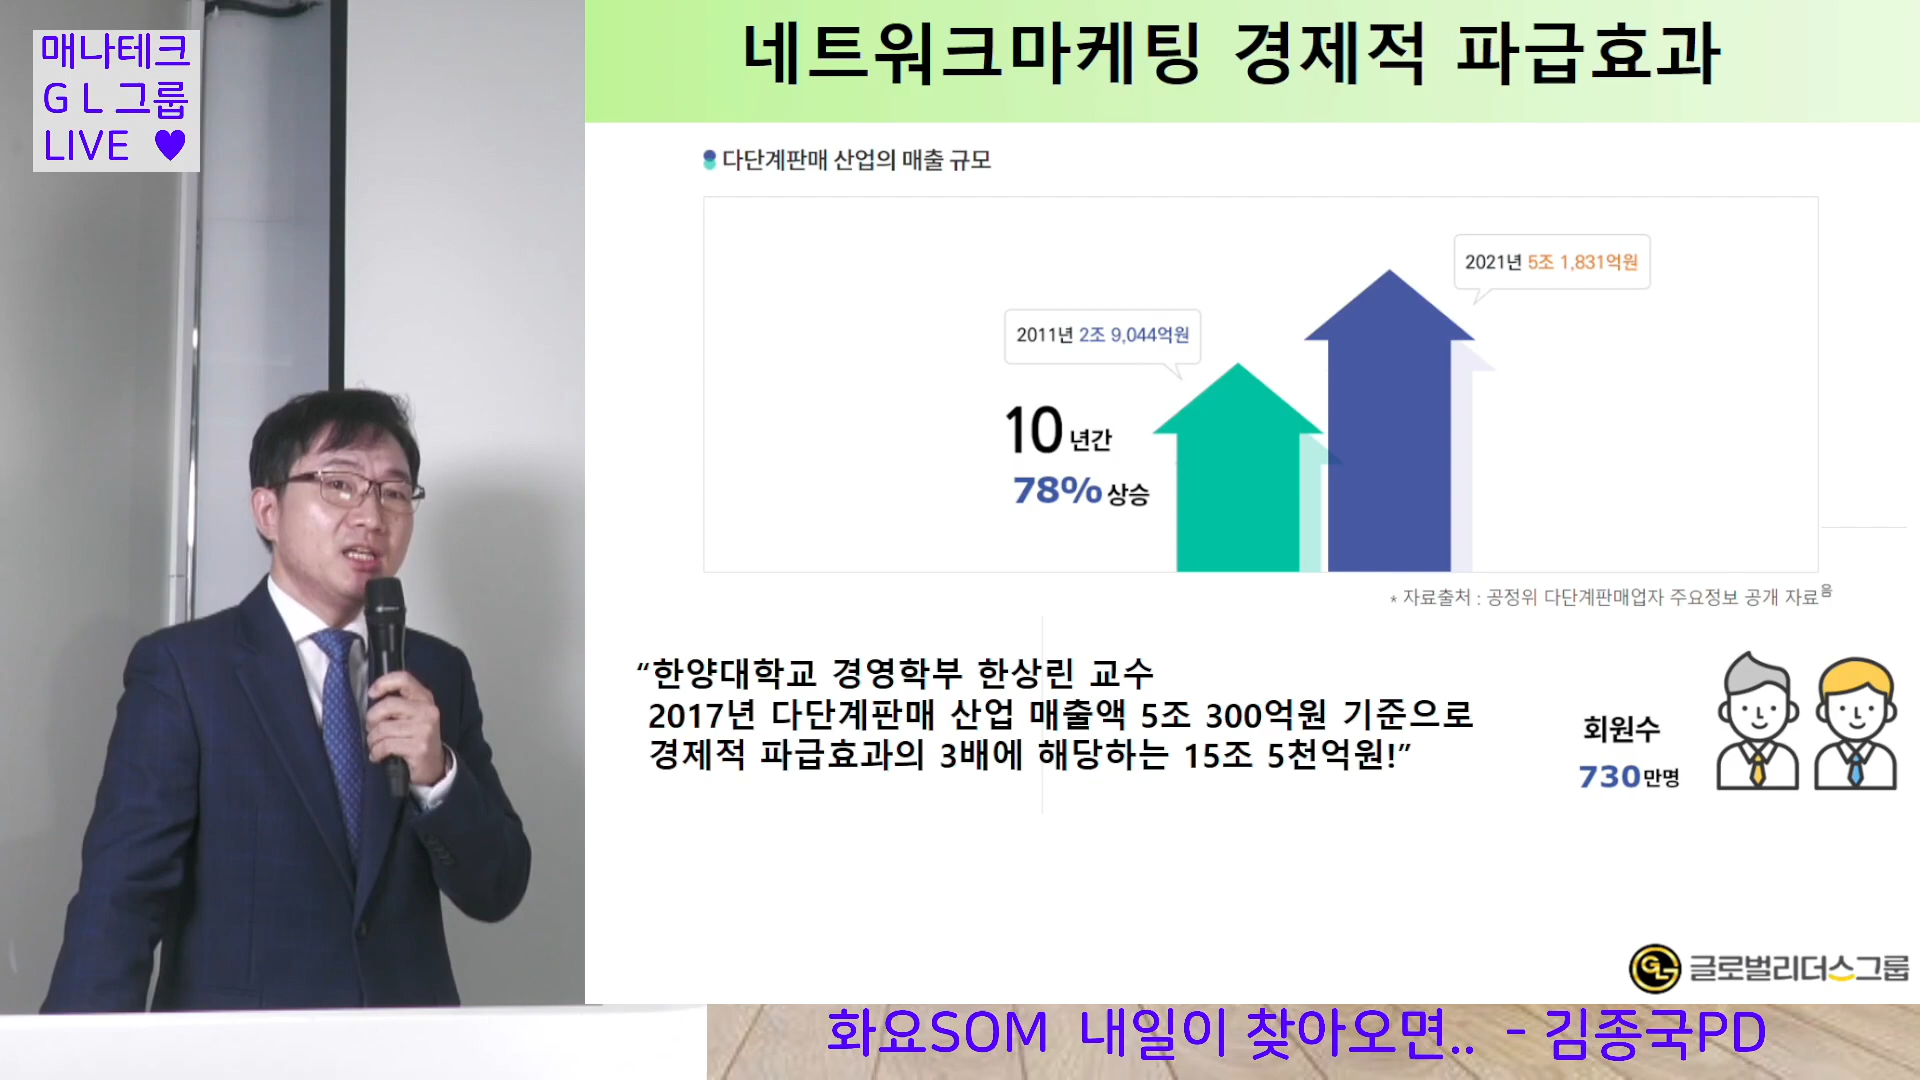 매나테크
G L 그룹
LIVE ♥
네트워크마케팅 경제적 파급효과
다단계판매 산업의 매출 규모
2021년 5조 1,831억원
2011년 2조 9,044억원
10 년간
78% 상승
* 자료출처 : 공정위 다단계판매업자 주요정보 공개 자료음
“한양대학교 경영학부 한상린 교수
2017년 다단계판매 산업 매출액 5조 300억원 기준으로
경제적 파급효과의 3배에 해당하는 15조 5천억원!”
회원수
730만명
GLG 글로벌리더스그룹
화요SOM 내일이 찾아오면.. - 김종국PD